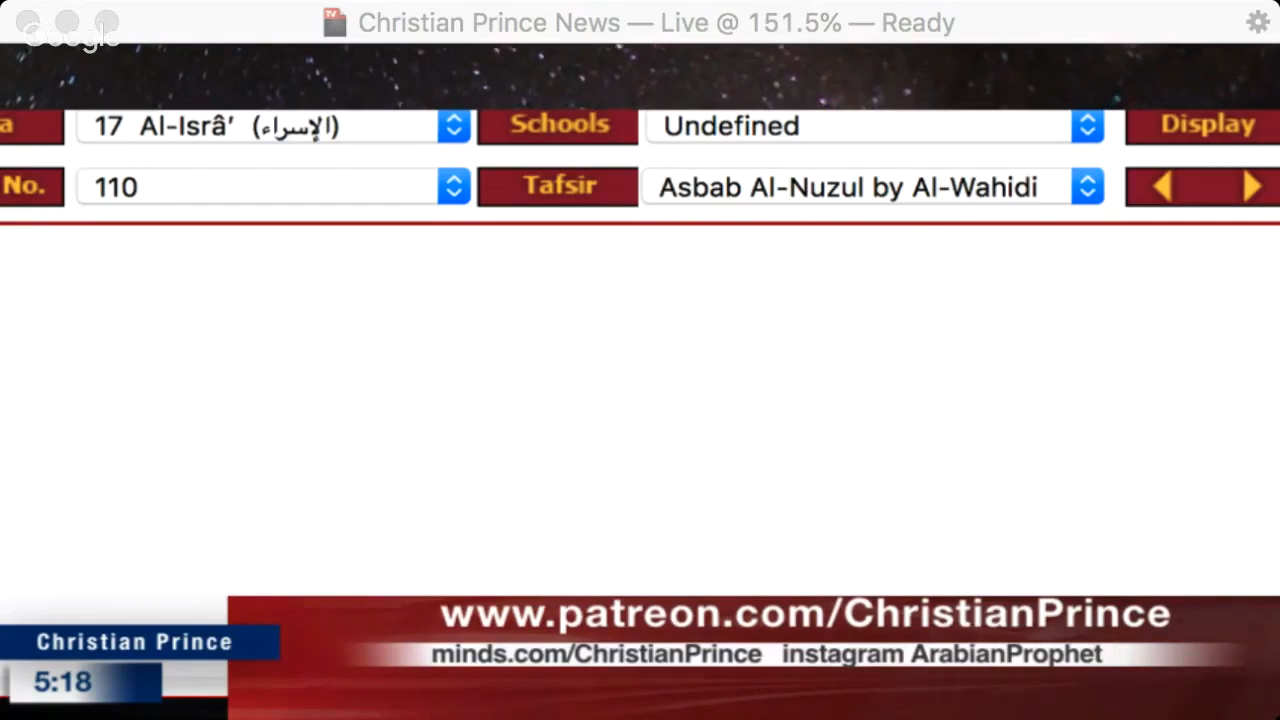 Christian Prince News — Live @ 151.5% — Ready
Google
a 17 Al-Isrâ' (الإسراء) Schools Undefined Display
No. 110 Tafsir Asbab Al-Nuzul by Al-Wahidi
www.patreon.com/ChristianPrince
Christian Prince
minds.com/ChristianPrince instagram ArabianProphet
5:18